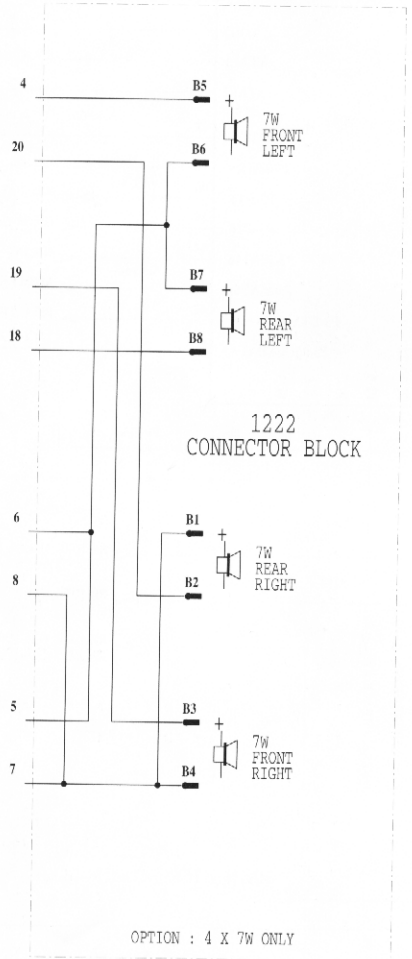 4
B5
+
7W
FRONT
LEFT
20
B6
19
B7
+
7W
REAR
LEFT
18
B8
1222
CONNECTOR BLOCK
6
B1
+
7W
REAR
RIGHT
8
B2
5
B3
+
7W
FRONT
RIGHT
7
B4
OPTION : 4 X 7W ONLY